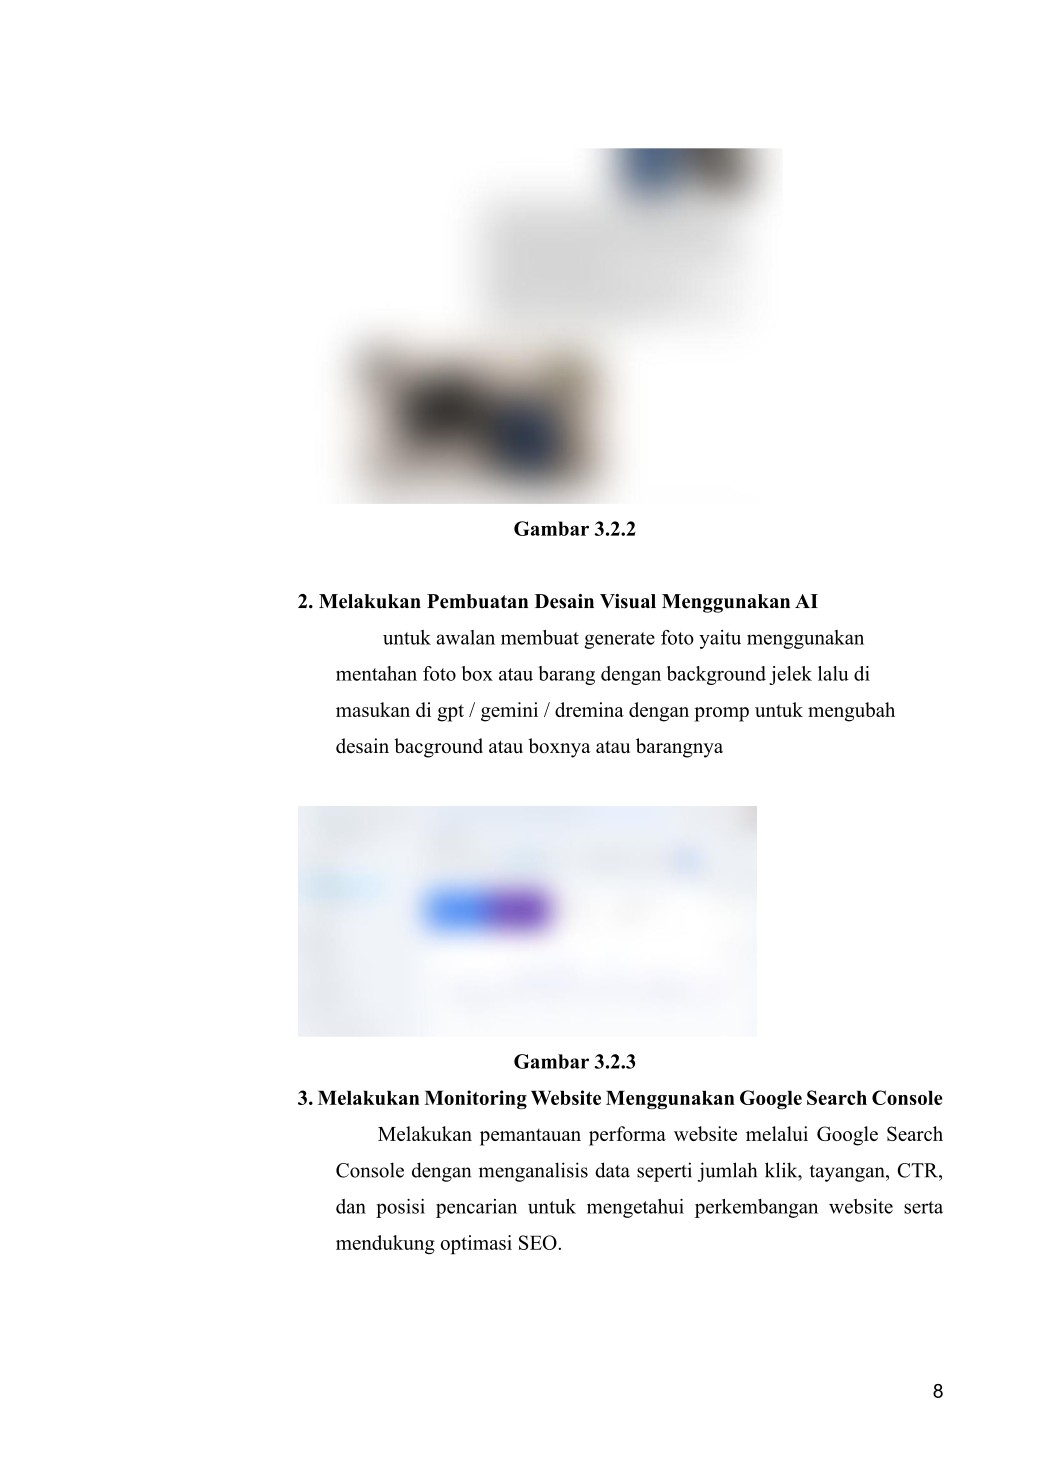 Gambar 3.2.2
2. Melakukan Pembuatan Desain Visual Menggunakan AI
untuk awalan membuat generate foto yaitu menggunakan
mentahan foto box atau barang dengan background jelek lalu di
masukan di gpt / gemini / dremina dengan promp untuk mengubah
desain bacground atau boxnya atau barangnya
Gambar 3.2.3
3. Melakukan Monitoring Website Menggunakan Google Search Console
Melakukan pemantauan performa website melalui Google Search
Console dengan menganalisis data seperti jumlah klik, tayangan, CTR,
dan posisi pencarian untuk mengetahui perkembangan website serta
mendukung optimasi SEO.
8